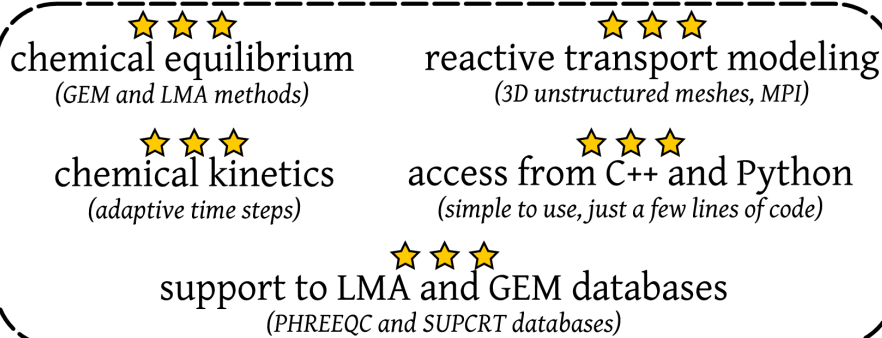 chemical equilibrium
(GEM and LMA methods)
reactive transport modeling
(3D unstructured meshes, MPI)
chemical kinetics
(adaptive time steps)
access from C++ and Python
(simple to use, just a few lines of code)
support to LMA and GEM databases
(PHREEQC and SUPCRT databases)